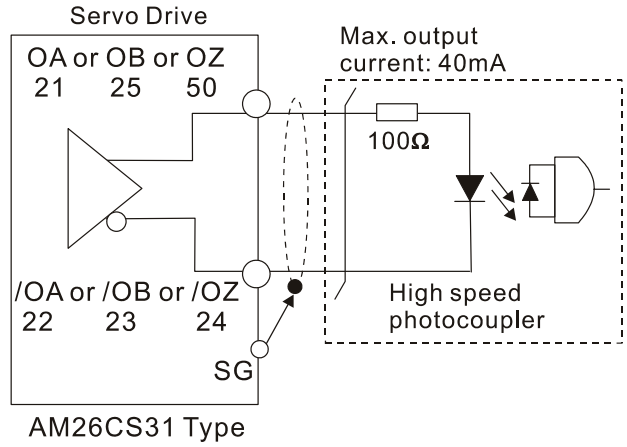 Servo Drive
OA or OB or OZ
21 25 50
Max. output
current: 40mA
100Ω
/OA or /OB or /OZ
22 23 24
High speed
photocoupler
SG
AM26CS31 Type